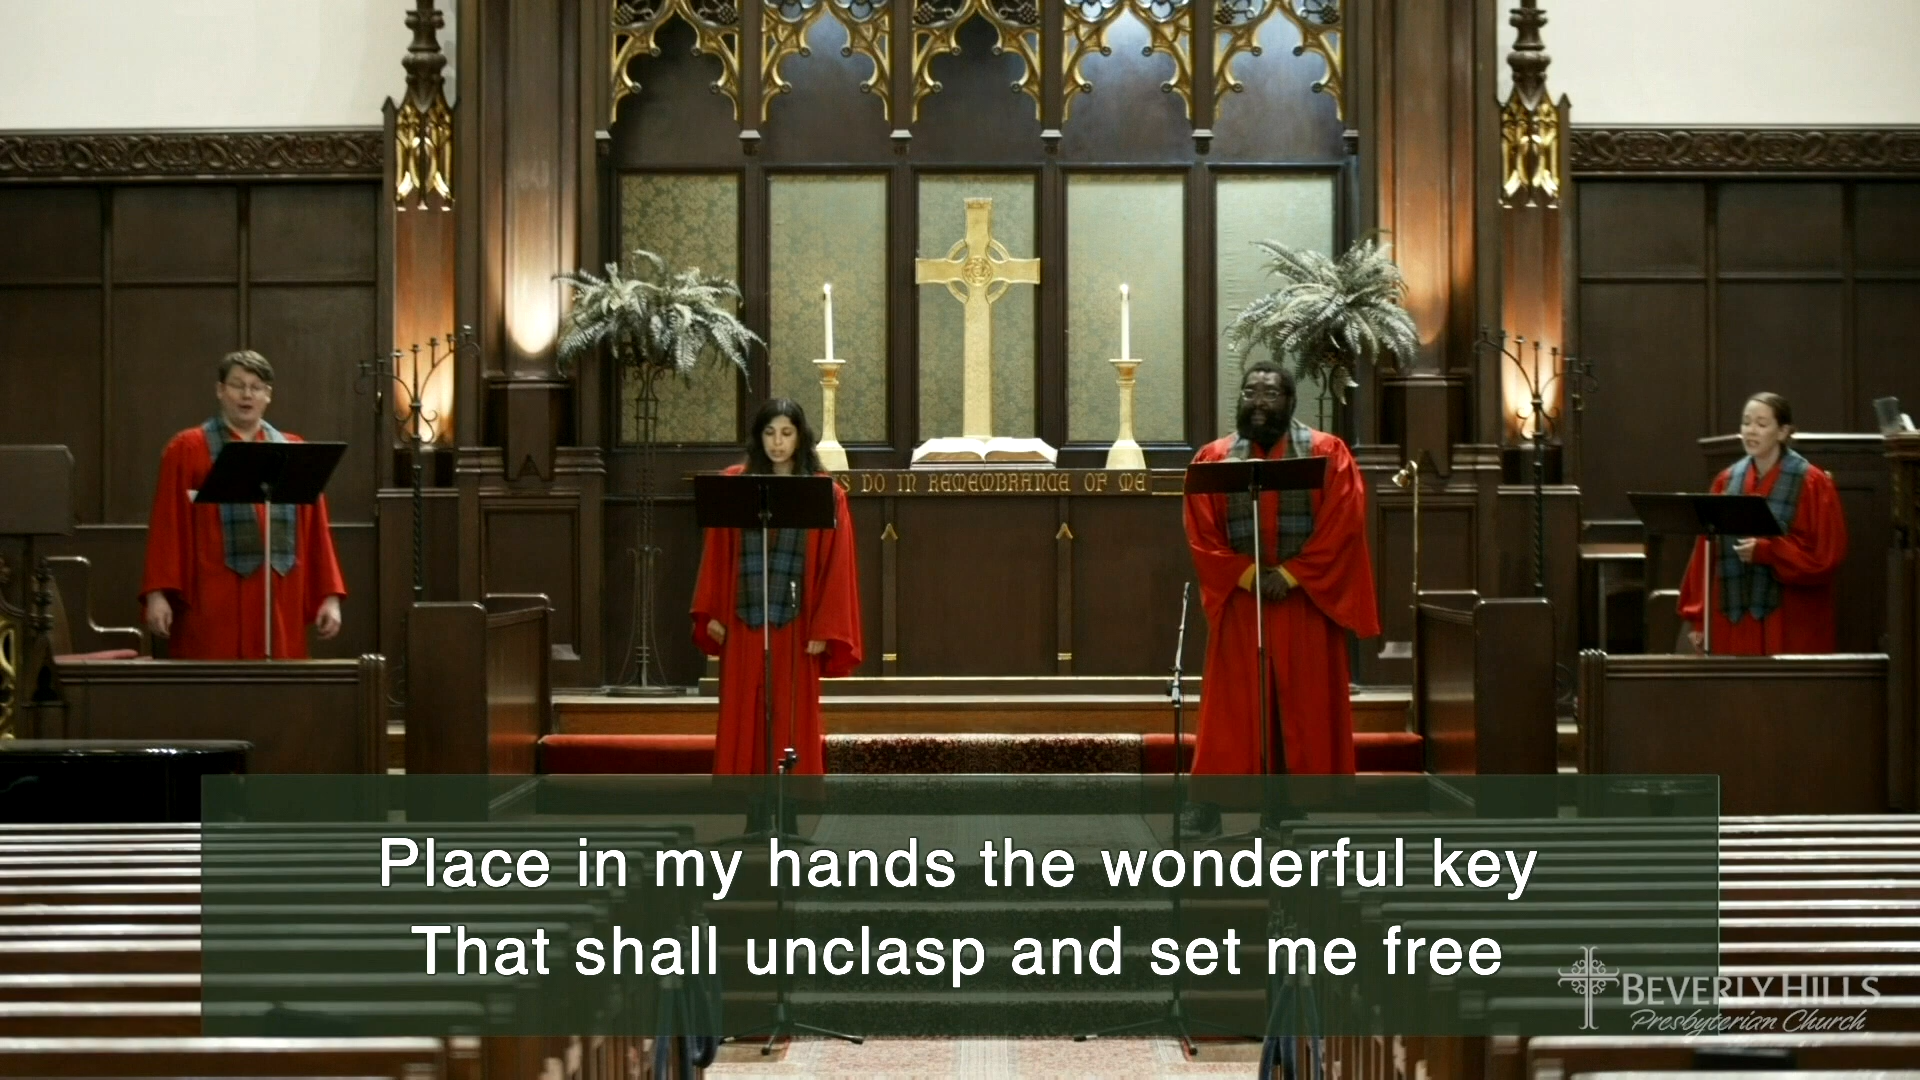 S DO IN REMEMBRANCE OF ME
Place in my hands the wonderful key
That shall unclasp and set me free
BEVERLY HILLS
Presbyterian Church